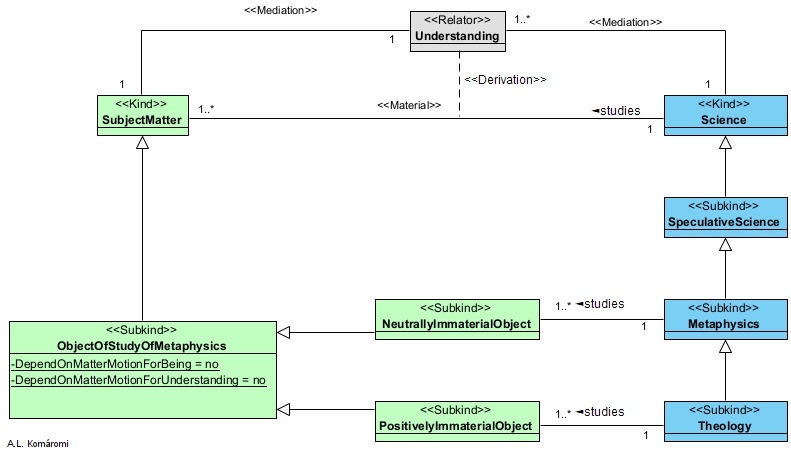 <<Mediation>>
<<Relator>>
Understanding
1..*
<<Mediation>>
1
<<Derivation>>
1
1
<<Kind>>
SubjectMatter
1..*
<<Material>>
◄studies
1
<<Kind>>
Science
<<Subkind>>
SpeculativeScience
<<Subkind>>
ObjectOfStudyOfMetaphysics
-DependOnMatterMotionForBeing = no
-DependOnMatterMotionForUnderstanding = no
<<Subkind>>
NeutrallyImmaterialObject
1..*
◄studies
1
<<Subkind>>
Metaphysics
<<Subkind>>
PositivelyImmaterialObject
1..*
◄studies
1
<<Subkind>>
Theology
A.L. Komáromi